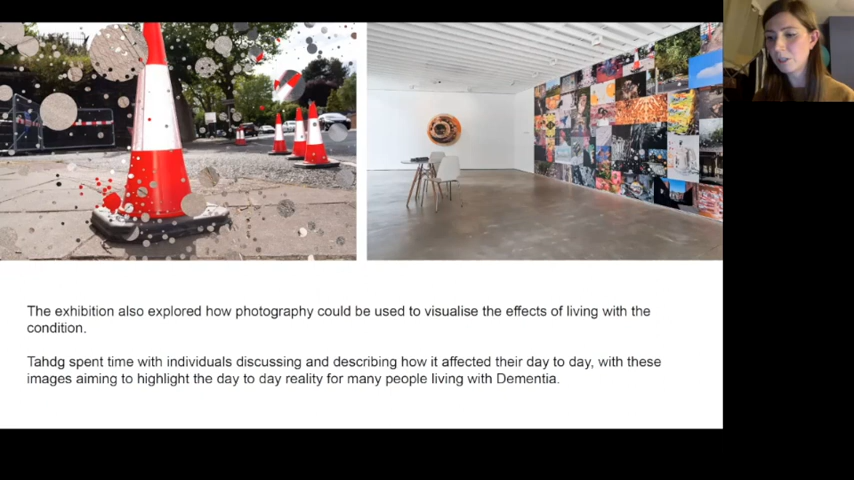 The exhibition also explored how photography could be used to visualise the effects of living with the
condition.
Tahdg spent time with individuals discussing and describing how it affected their day to day, with these
images aiming to highlight the day to day reality for many people living with Dementia.